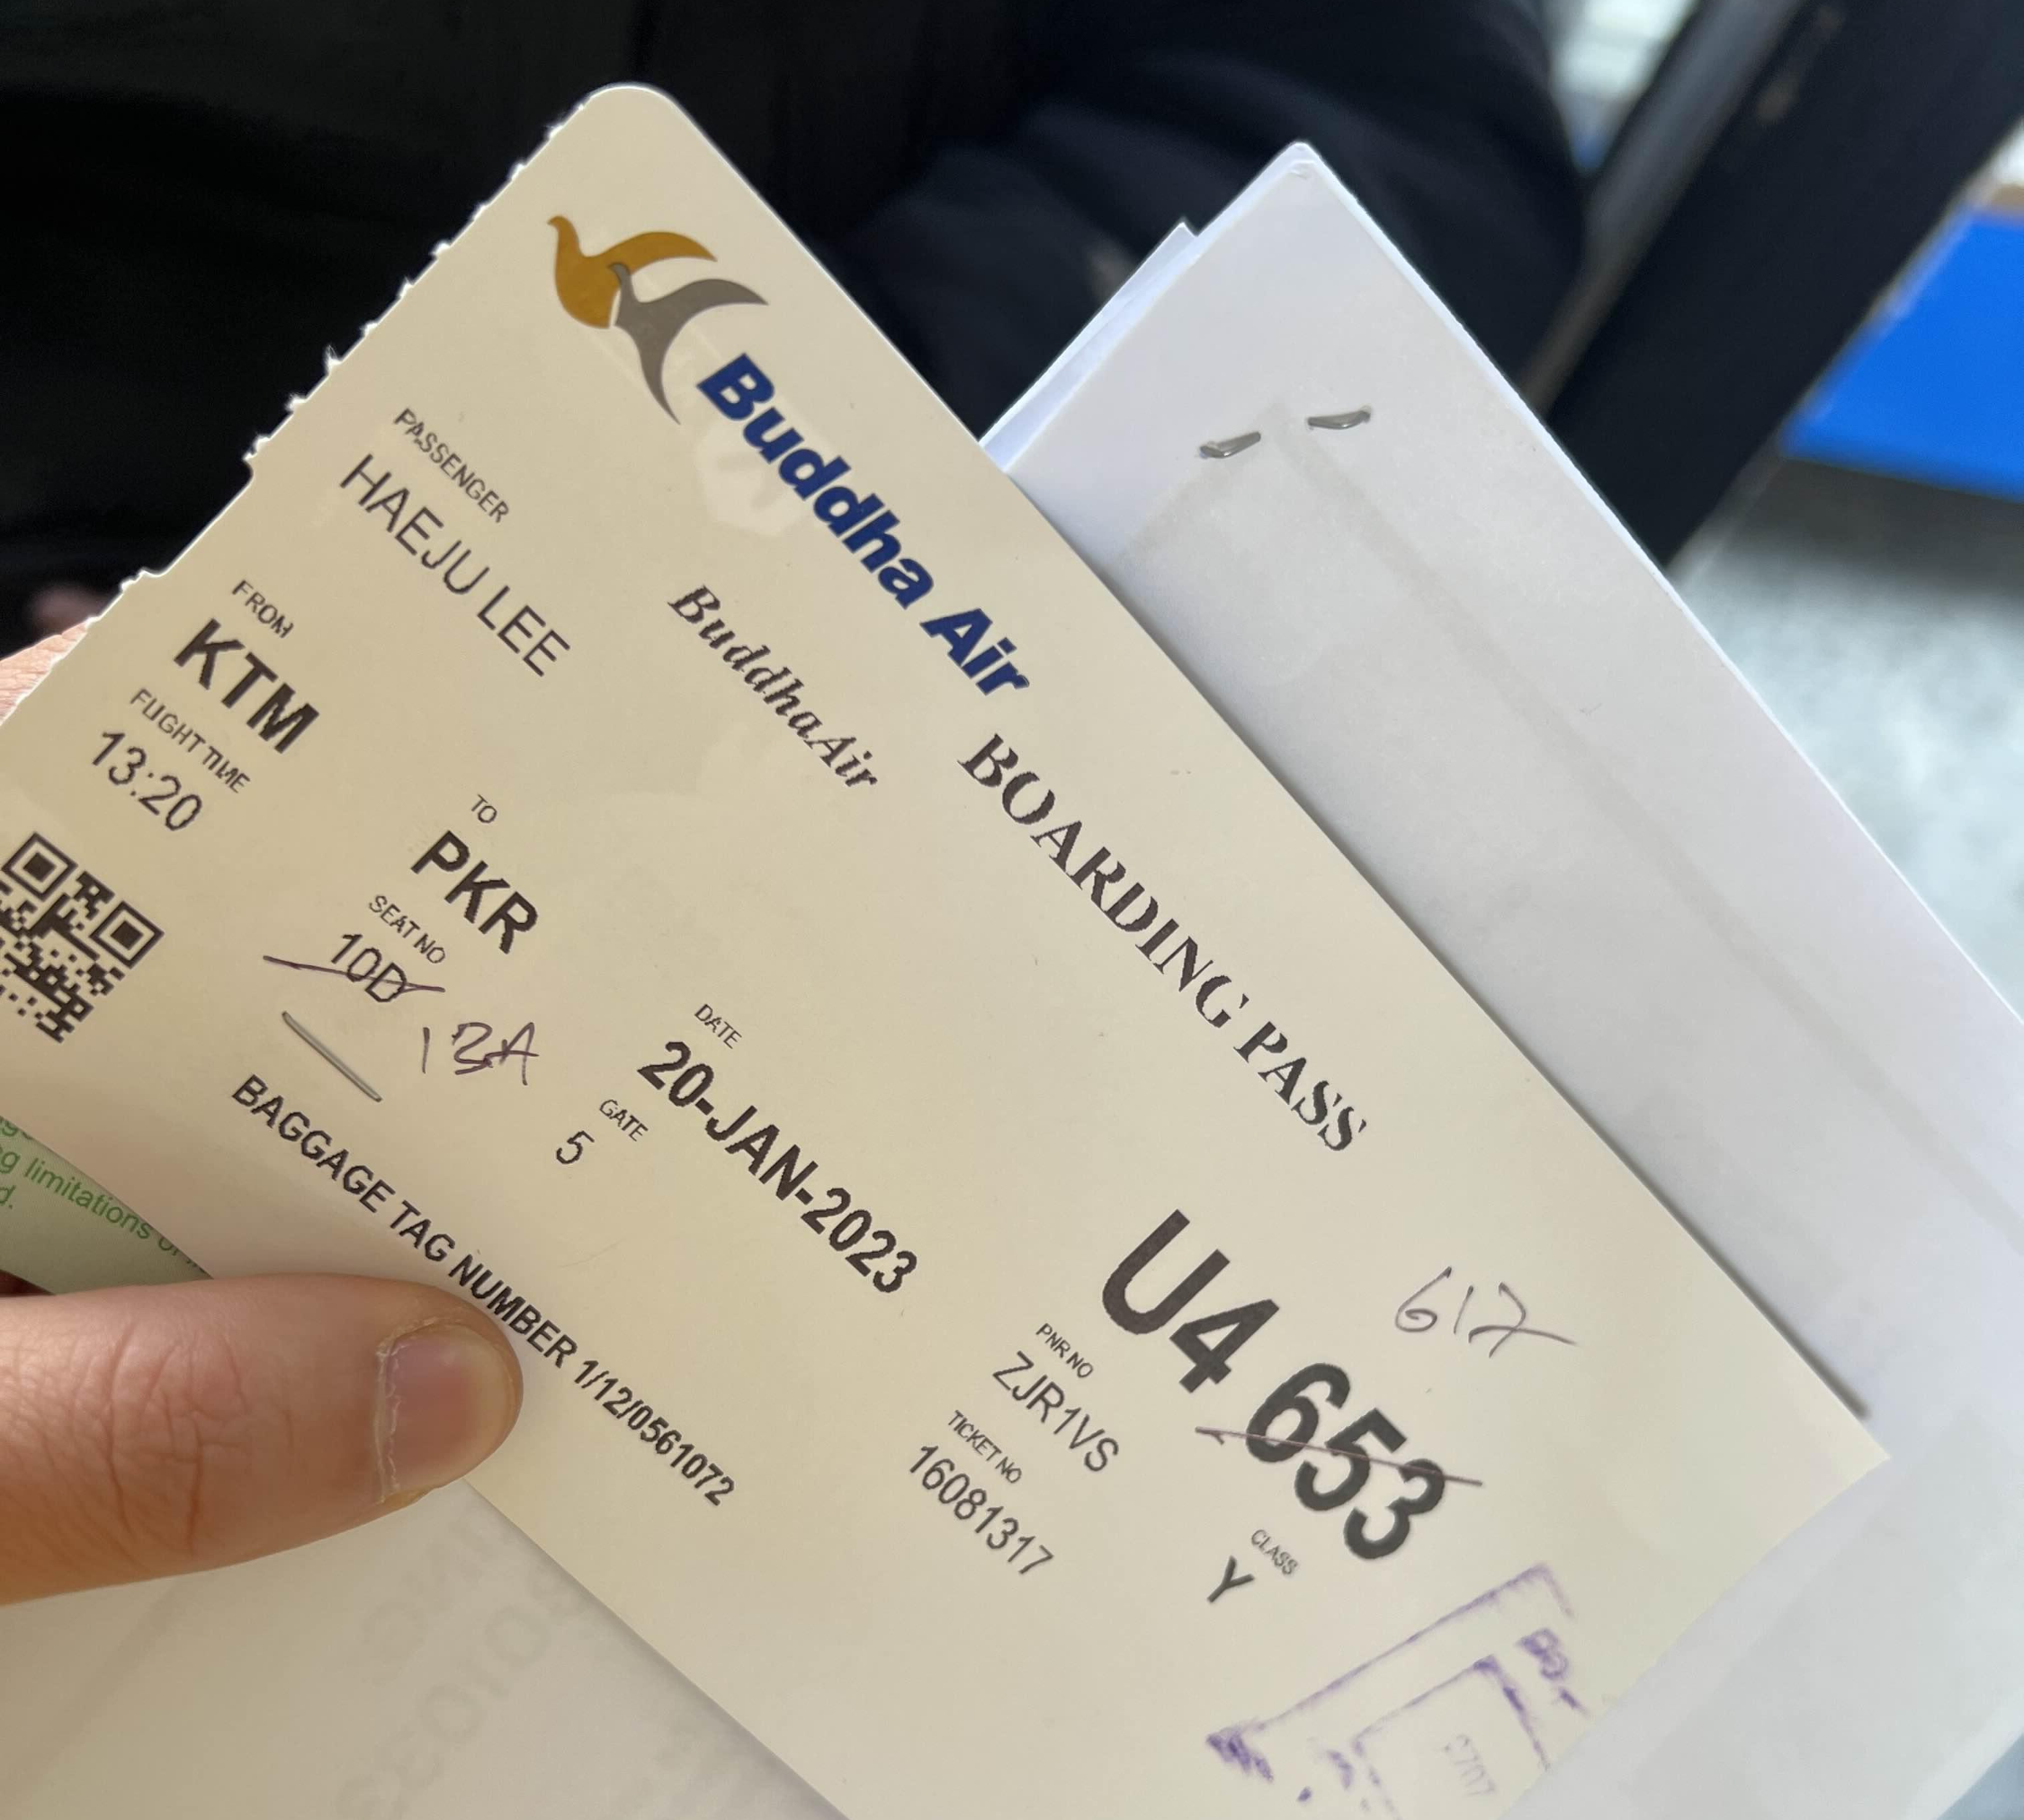 Buddha Air
BuddhaAir
BOARDING PASS
PASSENGER
HAEJU LEE
FROM
KTM
TO
PKR
DATE
20-JAN-2023
U4 653
617
FLIGHT TIME
13:20
SEAT NO
10D
GATE
5
PNR NO
ZJR1VS
TICKET NO
16081317
CLASS
Y
BAGGAGE TAG NUMBER 1/12/0561072
limitations